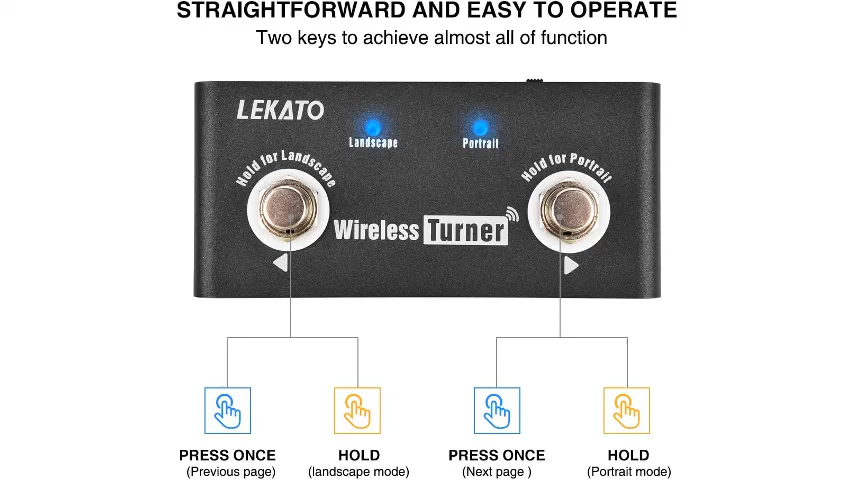 STRAIGHTFORWARD AND EASY TO OPERATE
Two keys to achieve almost all of function
LEKATO
Landscape
Portrait
Hold for Landscape
Hold for Portrait
Wireless Turner
PRESS ONCE
(Previous page)
HOLD
(landscape mode)
PRESS ONCE
(Next page )
HOLD
(Portrait mode)